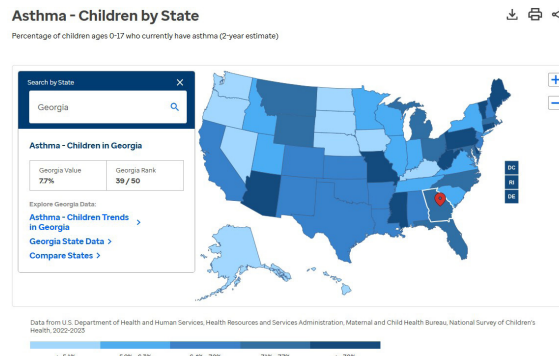 Asthma - Children by State
Percentage of children ages 0-17 who currently have asthma (2-year estimate)
Search by State
Georgia
Asthma - Children in Georgia
Georgia Value
7.7%
Georgia Rank
39 / 50
Explore Georgia Data:
Asthma - Children Trends
in Georgia
Georgia State Data
Compare States
DC
RI
DE
Data from U.S. Department of Health and Human Services, Health Resources and Services Administration, Maternal and Child Health Bureau, National Survey of Children's
Health, 2022-2023